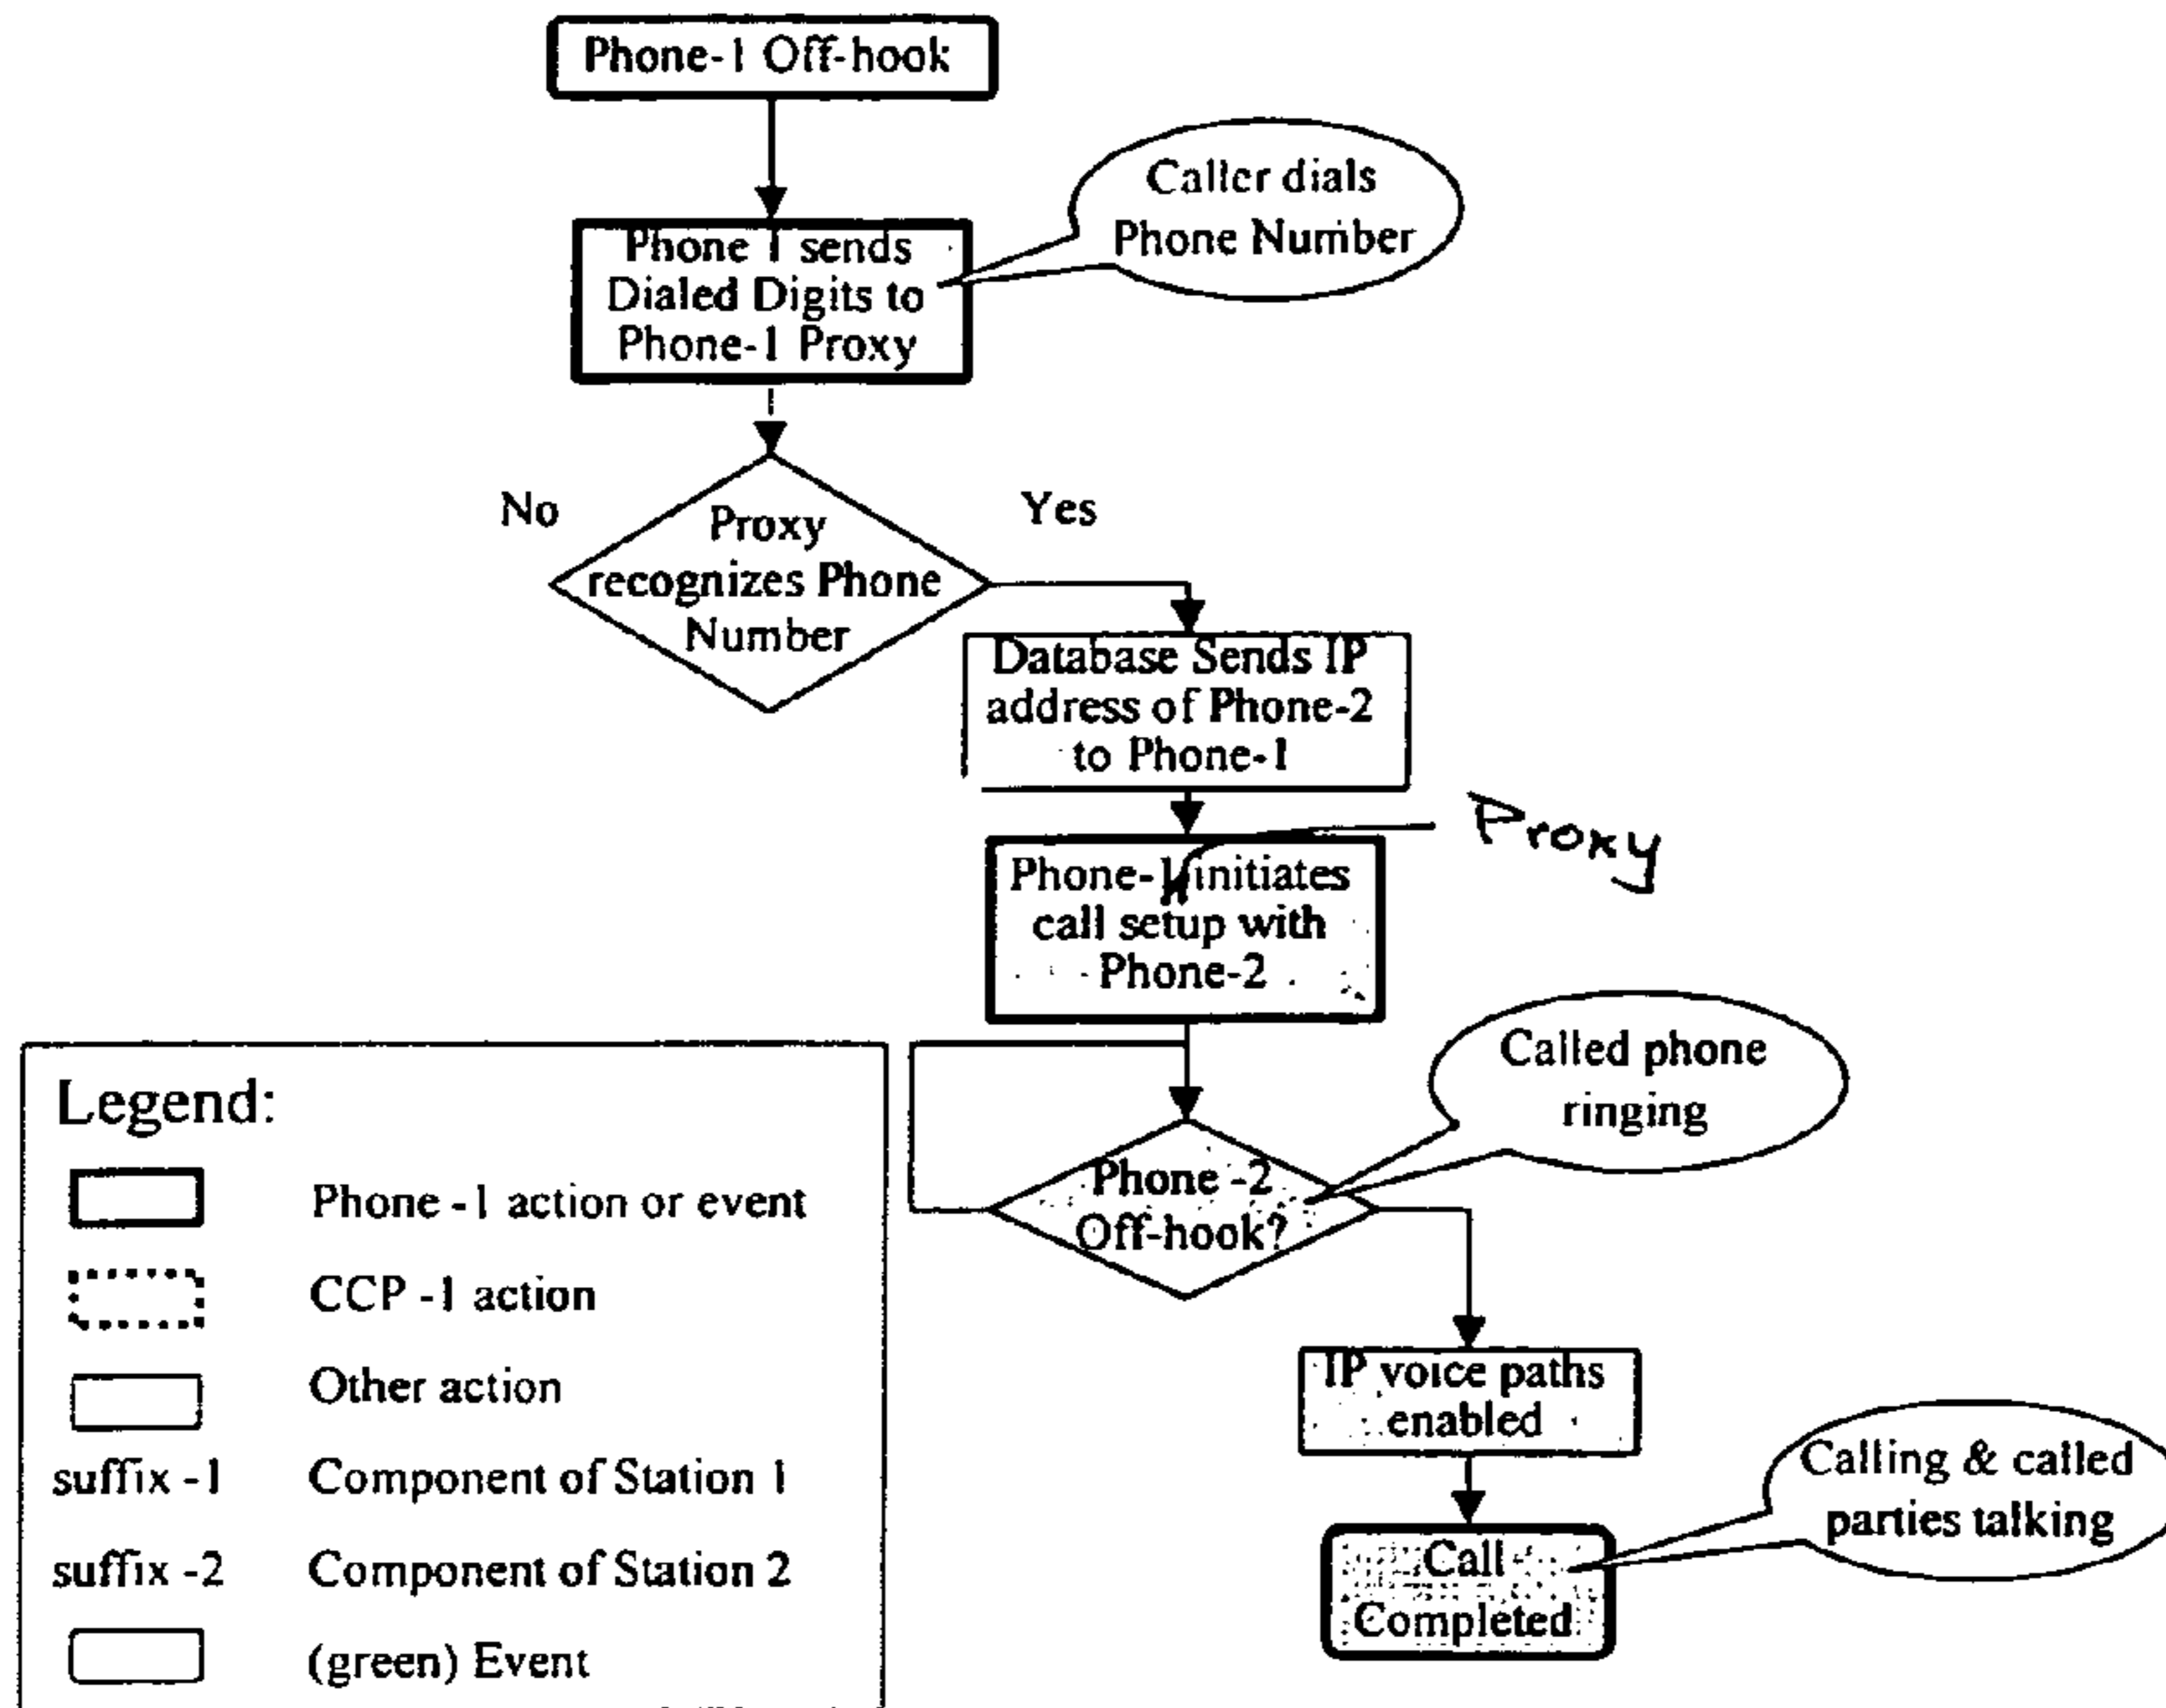 Phone-1 Off-hook
Caller dials
Phone Number
Phone 1 sends
Dialed Digits to
Phone-1 Proxy
No
Yes
Proxy
recognizes Phone
Number
Database Sends IP
address of Phone-2
to Phone-1
Proxy
Phone-1 initiates
call setup with
Phone-2
Called phone
ringing
Phone -2
Off-hook?
IP voice paths
enabled
Calling & called
parties talking
Call
Completed
Legend:
Phone -1 action or event
CCP -1 action
Other action
suffix -1 Component of Station 1
suffix -2 Component of Station 2
(green) Event